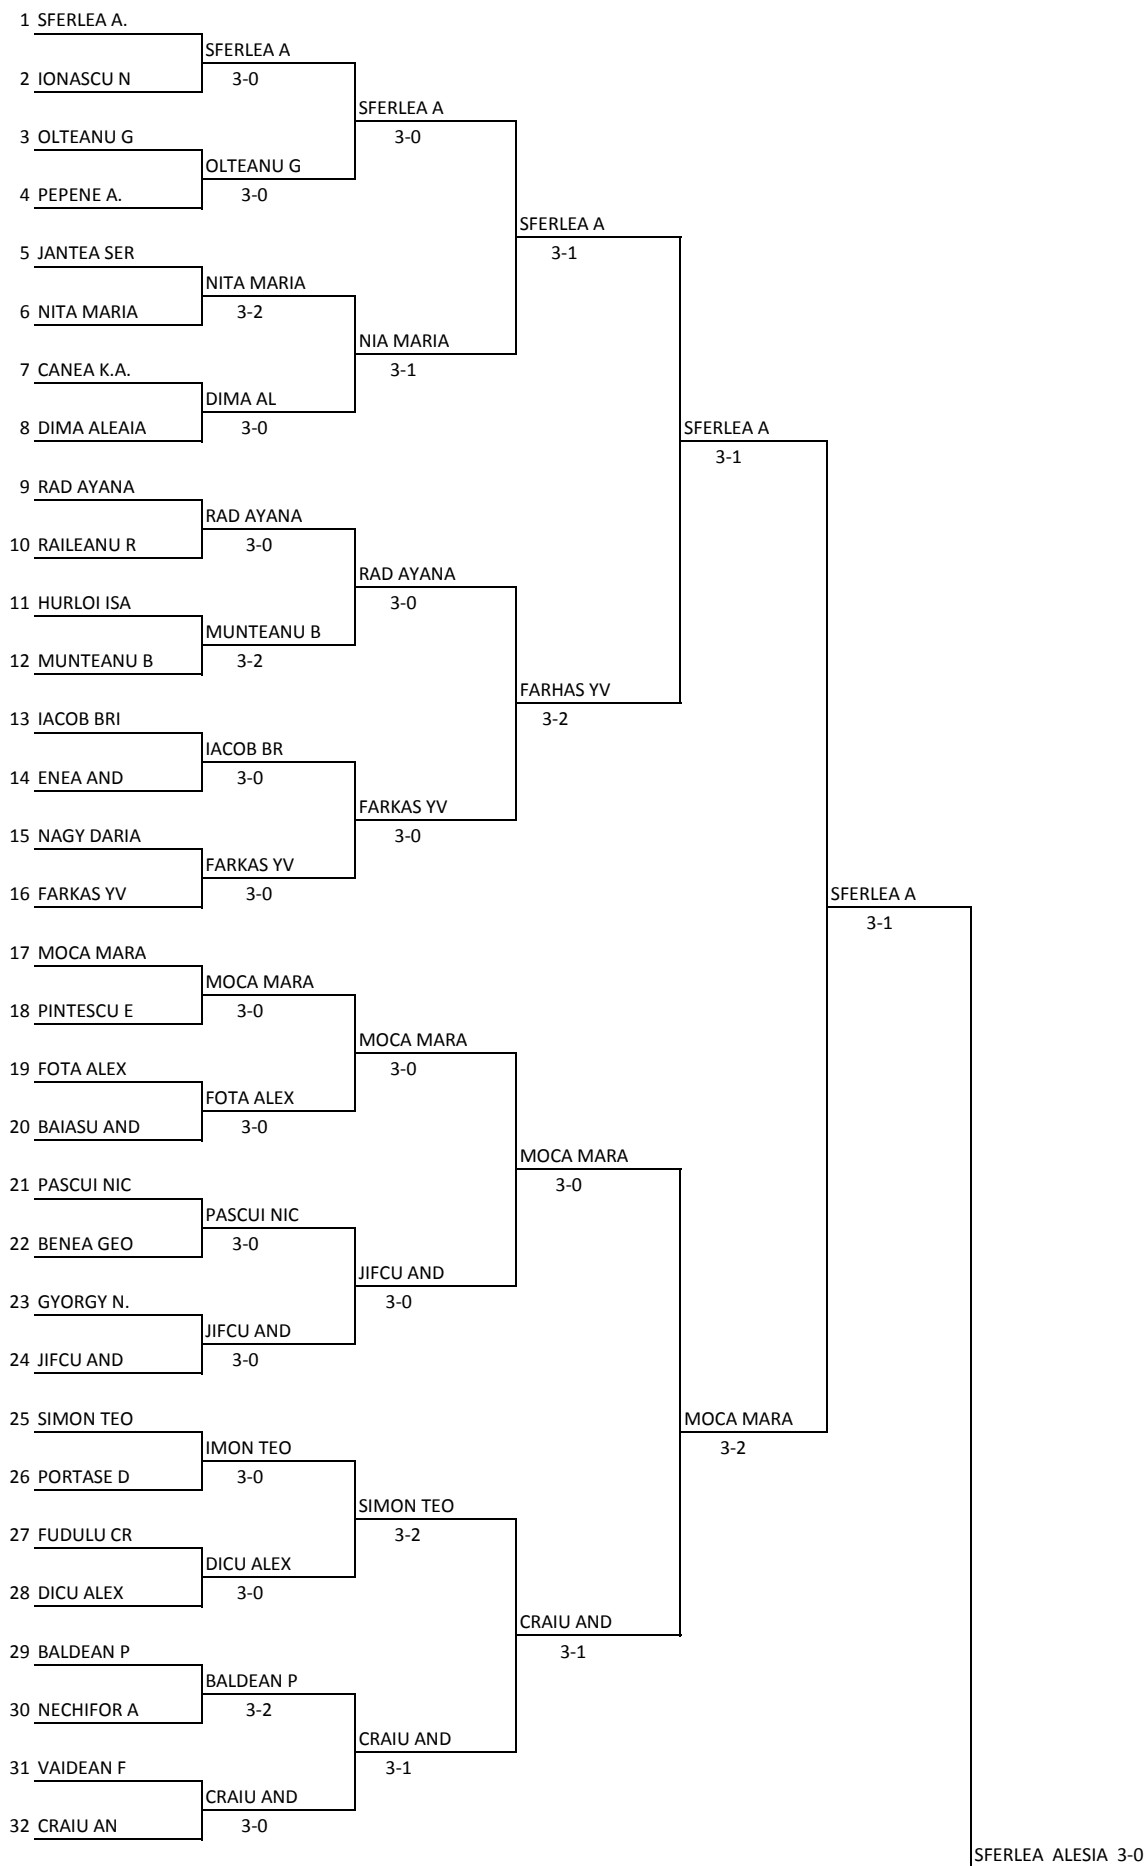 1 SFERLEA A.
SFERLEA A
2 IONASCU N
3-0
SFERLEA A
3 OLTEANU G
3-0
OLTEANU G
4 PEPENE A.
3-0
SFERLEA A
5 JANTEA SER
3-1
NITA MARIA
6 NITA MARIA
3-2
NIA MARIA
7 CANEA K.A.
3-1
DIMA AL
8 DIMA ALEAIA
3-0
SFERLEA A
3-1
9 RAD AYANA
RAD AYANA
10 RAILEANU R
3-0
RAD AYANA
11 HURLOI ISA
3-0
MUNTEANU B
12 MUNTEANU B
3-2
FARHAS YV
13 IACOB BRI
3-2
IACOB BR
14 ENEA AND
3-0
FARKAS YV
15 NAGY DARIA
3-0
FARKAS YV
16 FARKAS YV
3-0
SFERLEA A
3-1
17 MOCA MARA
MOCA MARA
18 PINTESCU E
3-0
MOCA MARA
19 FOTA ALEX
3-0
FOTA ALEX
20 BAIASU AND
3-0
MOCA MARA
21 PASCUI NIC
3-0
PASCUI NIC
22 BENEA GEO
3-0
JIFCU AND
23 GYORGY N.
3-0
JIFCU AND
24 JIFCU AND
3-0
25 SIMON TEO
MOCA MARA
3-2
IMON TEO
26 PORTASE D
3-0
SIMON TEO
27 FUDULU CR
3-2
DICU ALEX
28 DICU ALEX
3-0
CRAIU AND
29 BALDEAN P
3-1
BALDEAN P
30 NECHIFOR A
3-2
CRAIU AND
31 VAIDEAN F
3-1
CRAIU AND
32 CRAIU AN
3-0
SFERLEA ALESIA 3-0